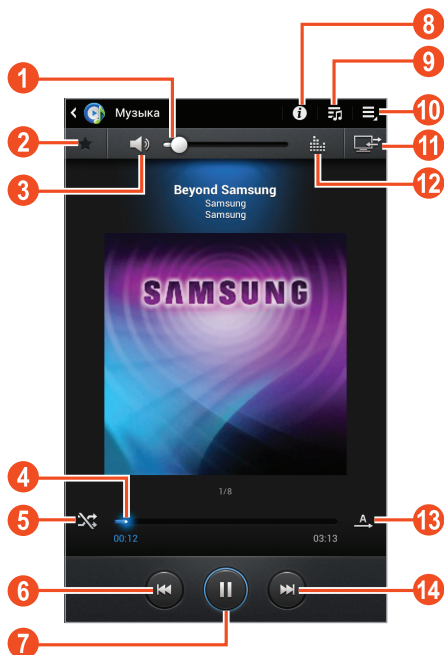 8
1
9
Музыка
10
2
11
3
12
Beyond Samsung
Samsung
Samsung
SAMSUNG
4
1/8
5
A
13
00:12
03:13
6
14
7